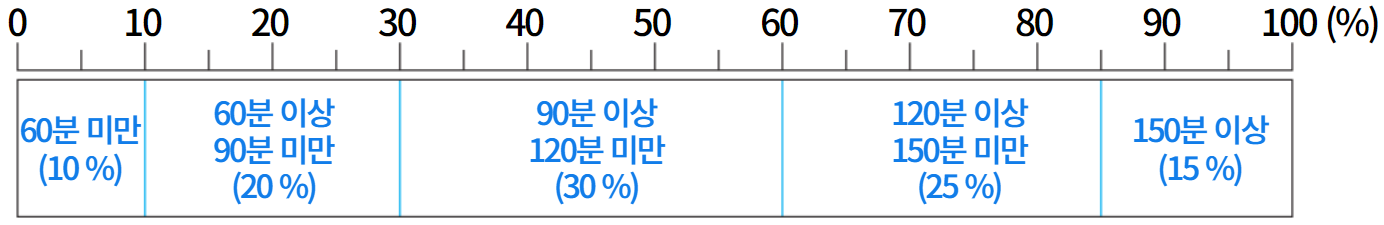 0 10 20 30 40 50 60 70 80 90 100 (%)
60분 미만
(10 %)
60분 이상
90분 미만
(20 %)
90분 이상
120분 미만
(30 %)
120분 이상
150분 미만
(25 %)
150분 이상
(15 %)